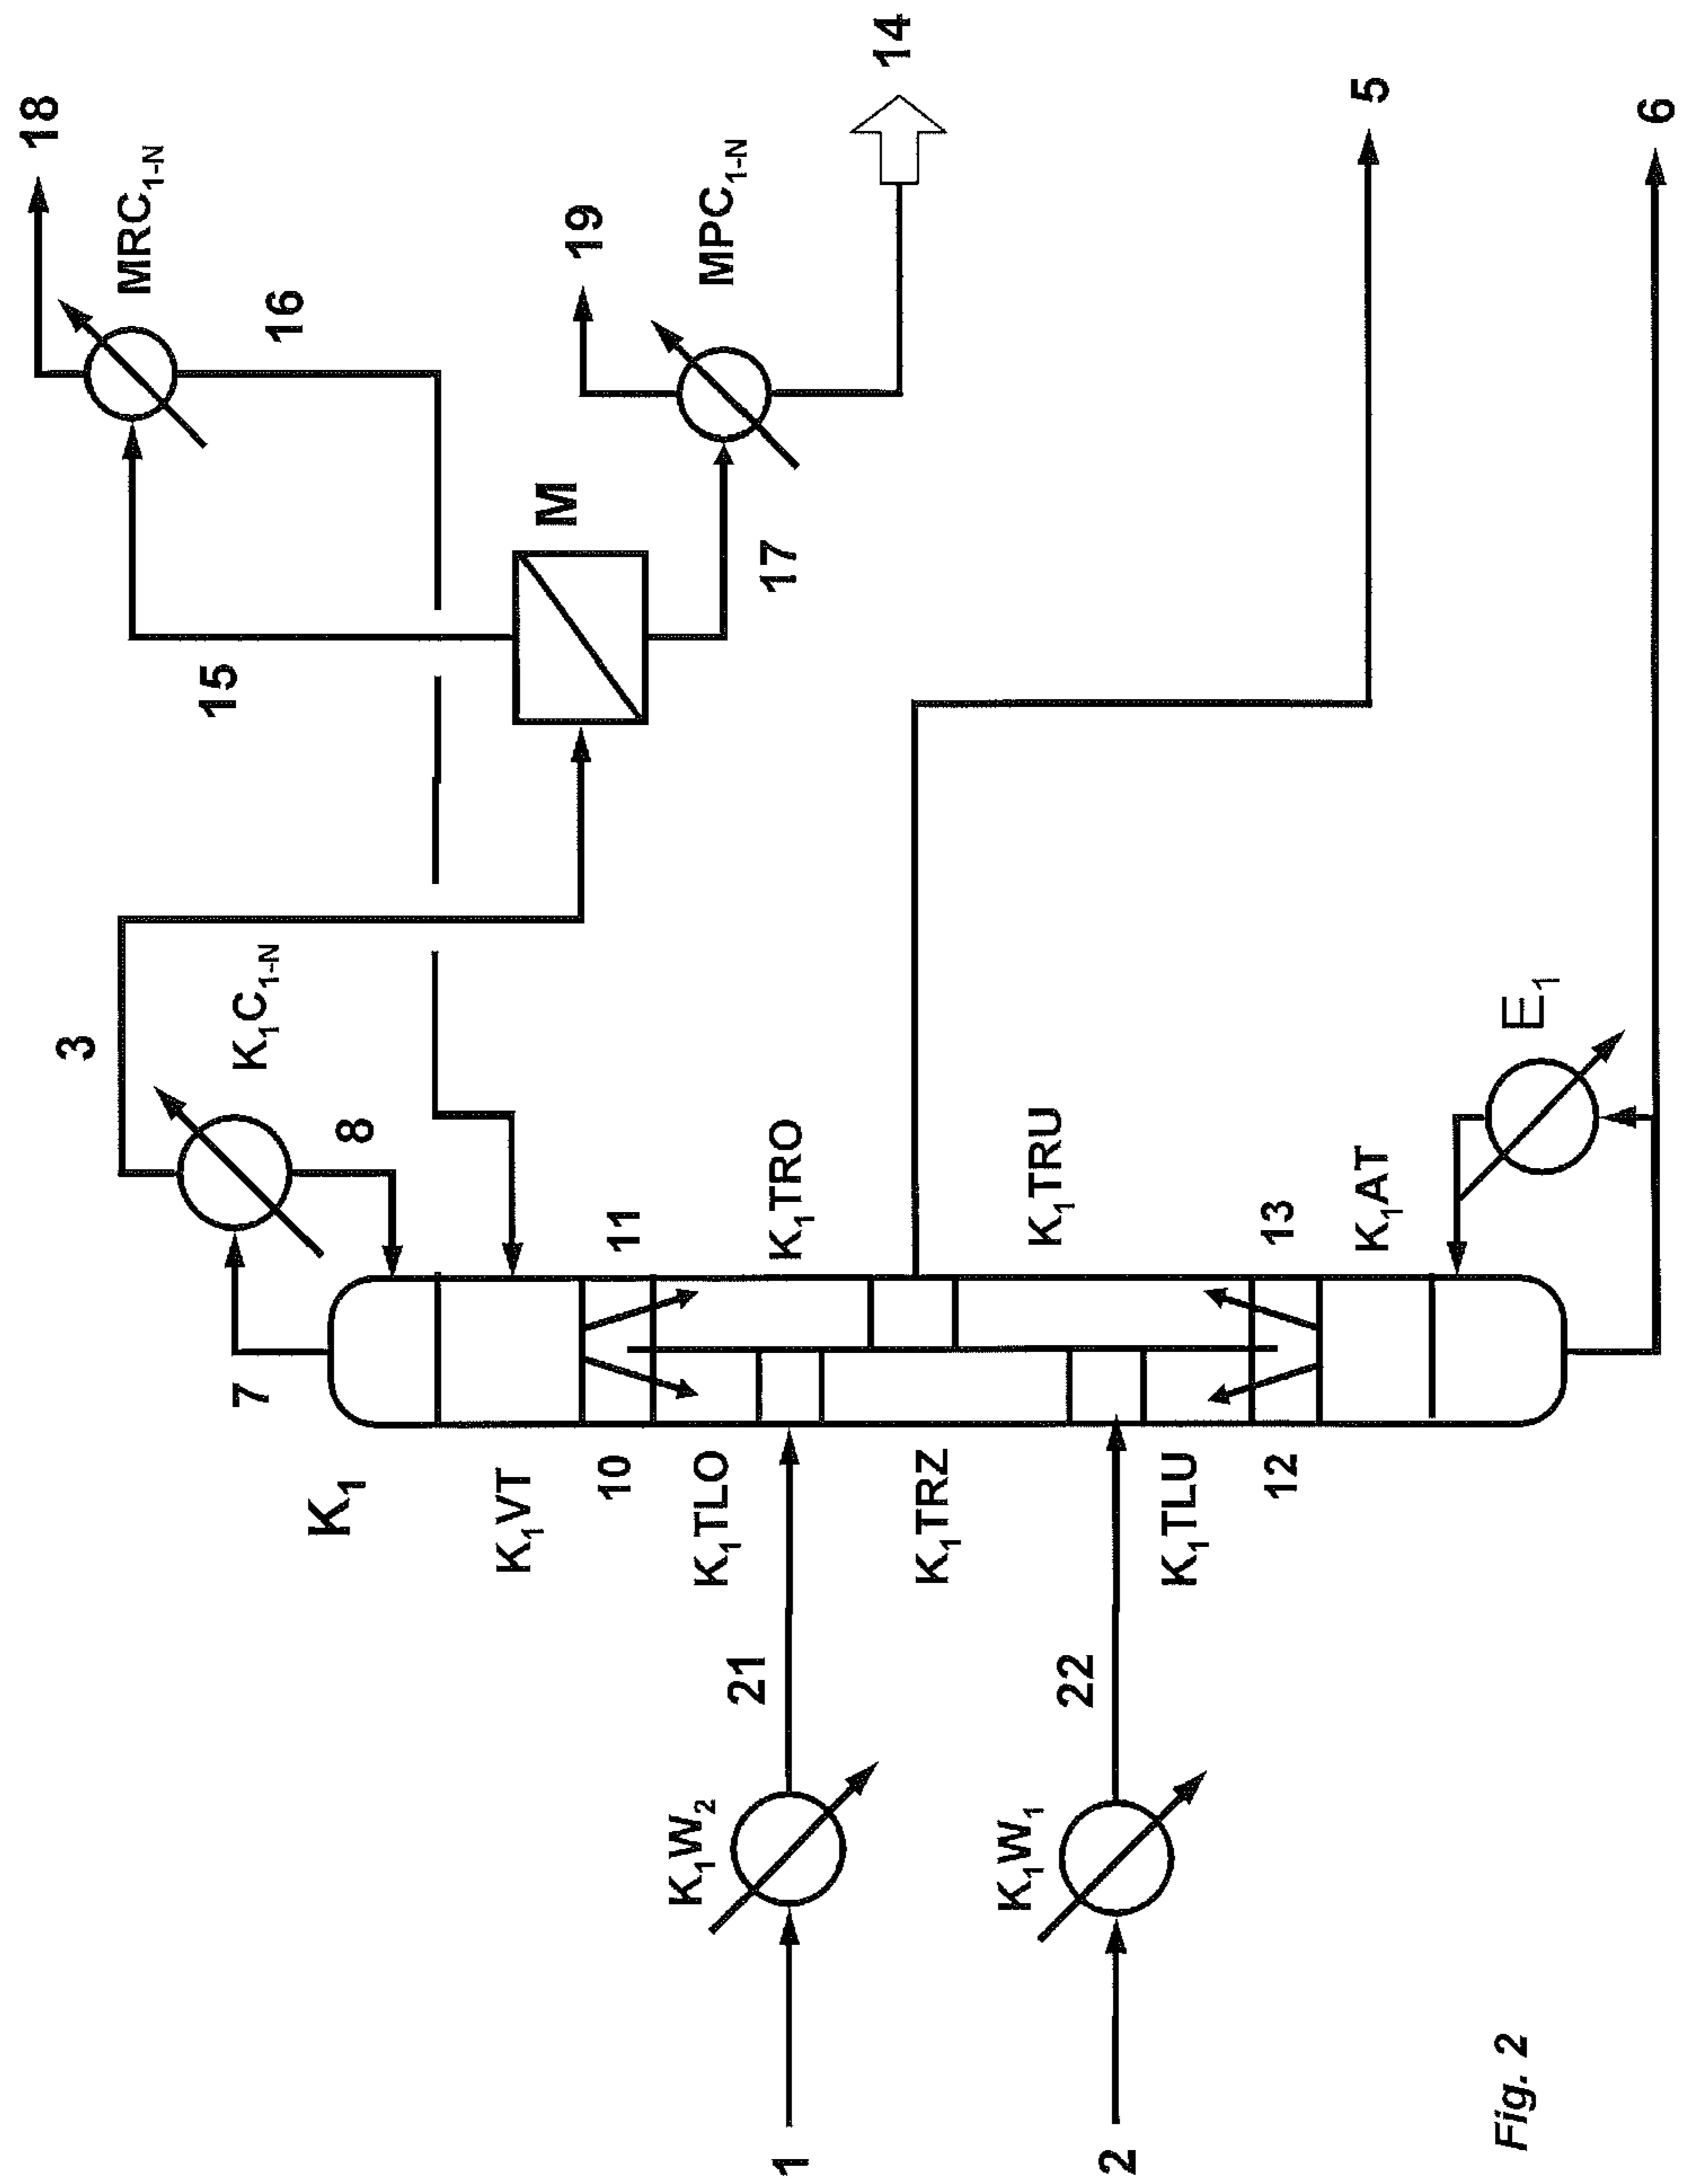 18
MRC₁₋N
16
14
19
MPC₁₋N
15
M
17
5
6
3
K₁C₁₋N
8
7
K₁
K₁VT
10
11
K₁TLO
K₁TRO
K₁TRZ
K₁TRU
K₁TLU
12
13
K₁AT
E₁
K₁W₂
21
1
K₁W₁
22
2
Fig. 2